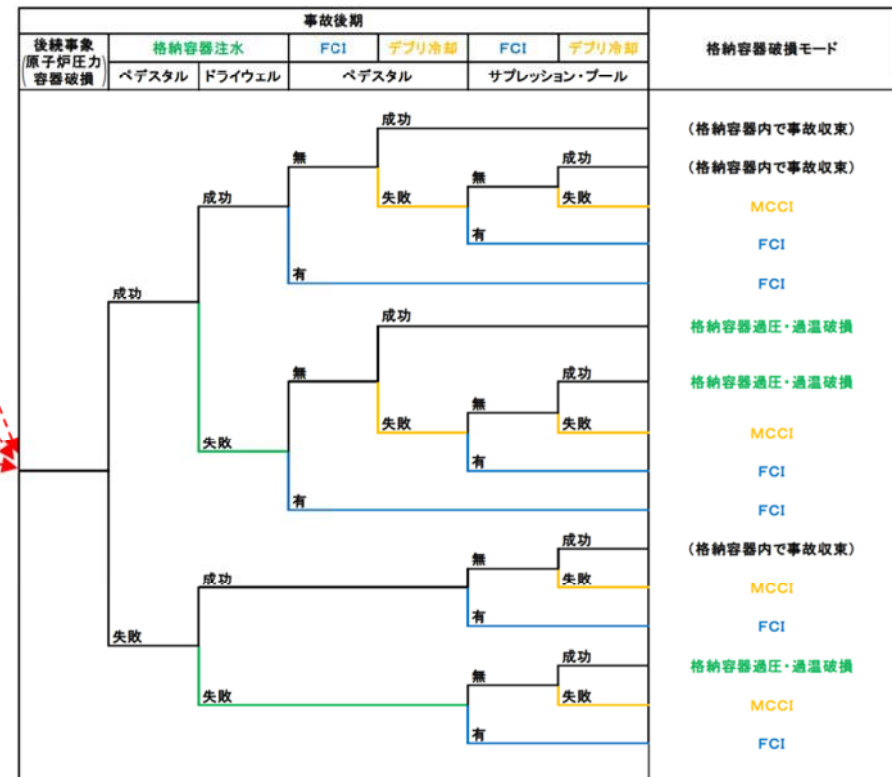 事故後期
後続事象
(原子炉圧力
容器破損)
格納容器注水
FCI
デブリ冷却
FCI
デブリ冷却
格納容器破損モード
ペデスタル
ドライウェル
ペデスタル
サプレッション・プール
成功
(格納容器内で事故収束)
無
成功
(格納容器内で事故収束)
成功
失敗
無
失敗
MCCI
有
FCI
有
FCI
成功
成功
格納容器過圧・過温破損
無
成功
格納容器過圧・過温破損
失敗
無
失敗
MCCI
失敗
有
FCI
有
FCI
成功
(格納容器内で事故収束)
成功
無
失敗
MCCI
失敗
有
FCI
成功
格納容器過圧・過温破損
失敗
無
失敗
MCCI
有
FCI